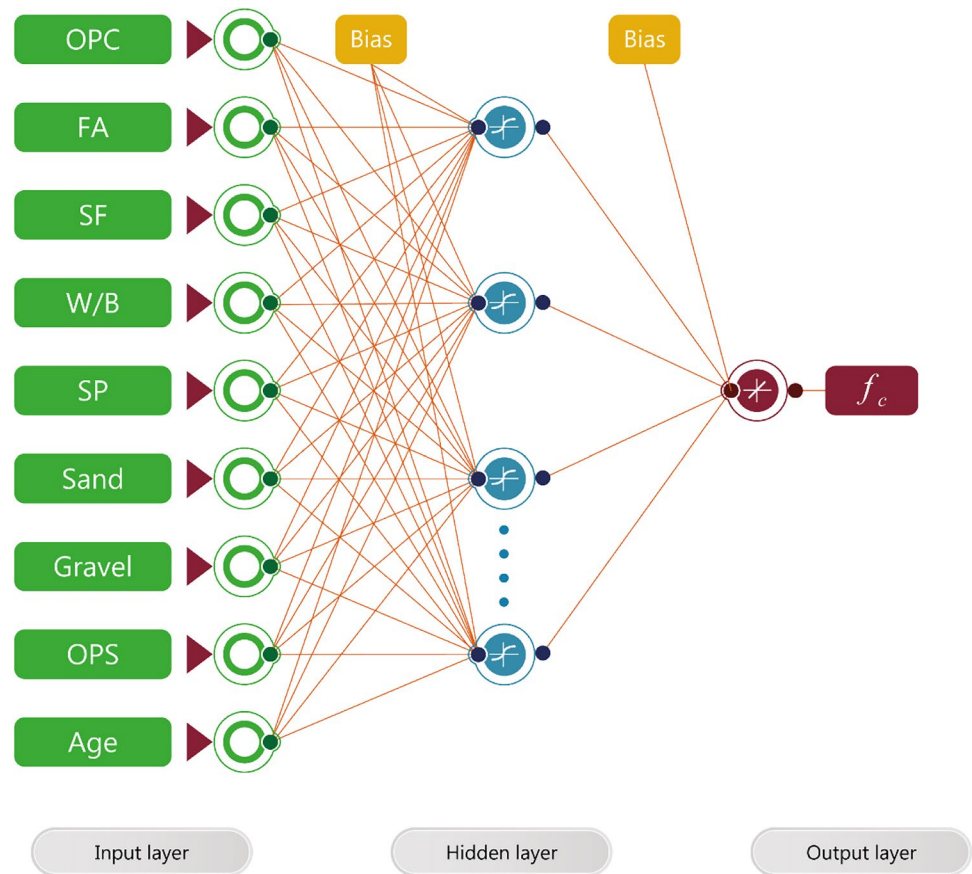 OPC
Bias
Bias
FA
SF
W/B
SP
f_c
Sand
Gravel
OPS
Age
Input layer
Hidden layer
Output layer